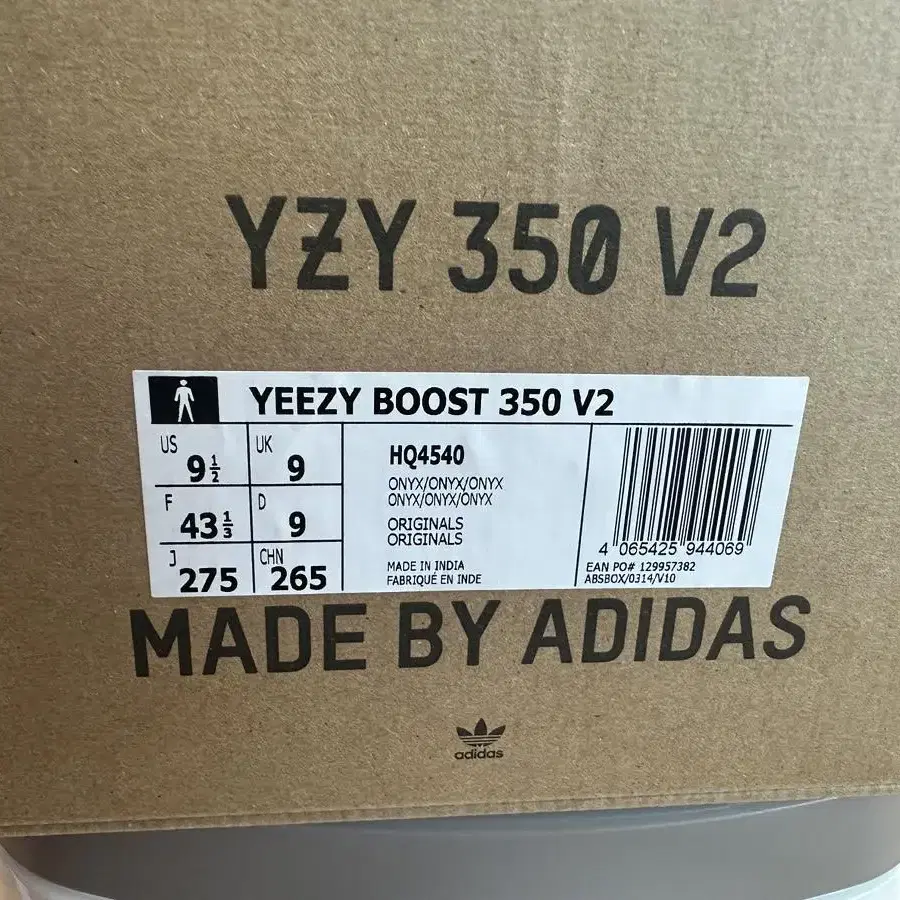 YZY 350 V2
YEEZY BOOST 350 V2
US 9 1/2
UK 9
F 43 1/3
D 9
J 275
CHN 265
HQ4540
ONYX/ONYX/ONYX
ONYX/ONYX/ONYX
ORIGINALS
ORIGINALS
MADE IN INDIA
FABRIQUÉ EN INDE
4 065425 944069
EAN PO# 129957382
ABSBOX/0314/V10
MADE BY ADIDAS
adidas